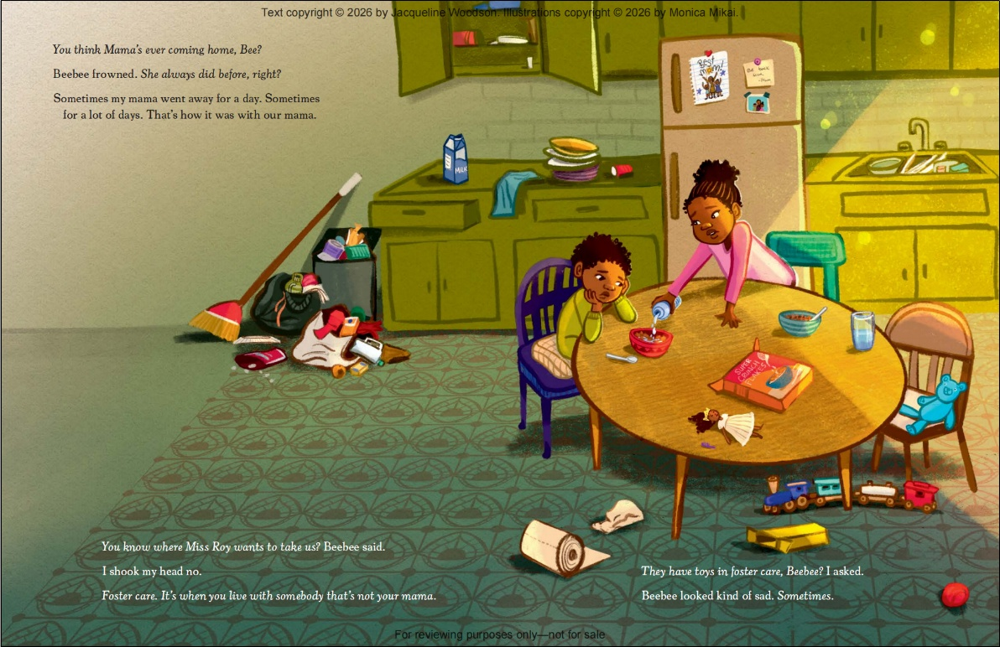 Text copyright © 2026 by Jacqueline Woodson. Illustrations copyright © 2026 by Monica Mikai.
You think Mama's ever coming home, Bee?
Beebee frowned. She always did before, right?
Sometimes my mama went away for a day. Sometimes
for a lot of days. That's how it was with our mama.
Best
mom!
Be back
soon
-Mom
MILK
SUPER
CRUNCH
FLAKES
You know where Miss Roy wants to take us? Beebee said.
I shook my head no.
Foster care. It's when you live with somebody that's not your mama.
They have toys in foster care, Beebee? I asked.
Beebee looked kind of sad. Sometimes.
For reviewing purposes only—not for sale